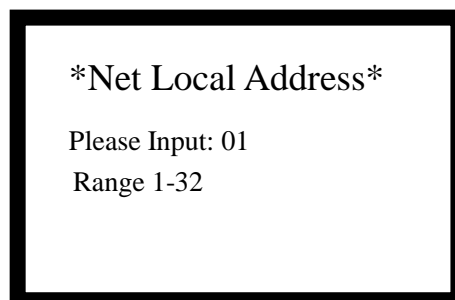 *Net Local Address*
Please Input: 01
Range 1-32